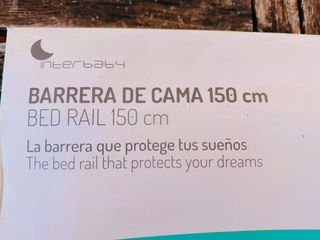 interbaby
BARRERA DE CAMA 150 cm
BED RAIL 150 cm
La barrera que protege tus sueños
The bed rail that protects your dreams